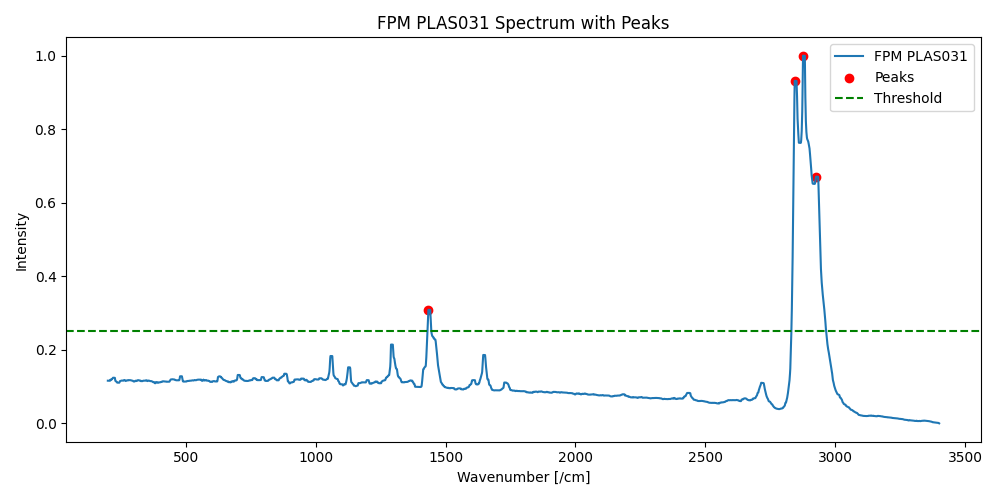 FPM PLAS031 Spectrum with Peaks
1.0
0.8
0.6
0.4
0.2
0.0
Intensity
FPM PLAS031
Peaks
Threshold
500
1000
1500
2000
2500
3000
3500
Wavenumber [/cm]